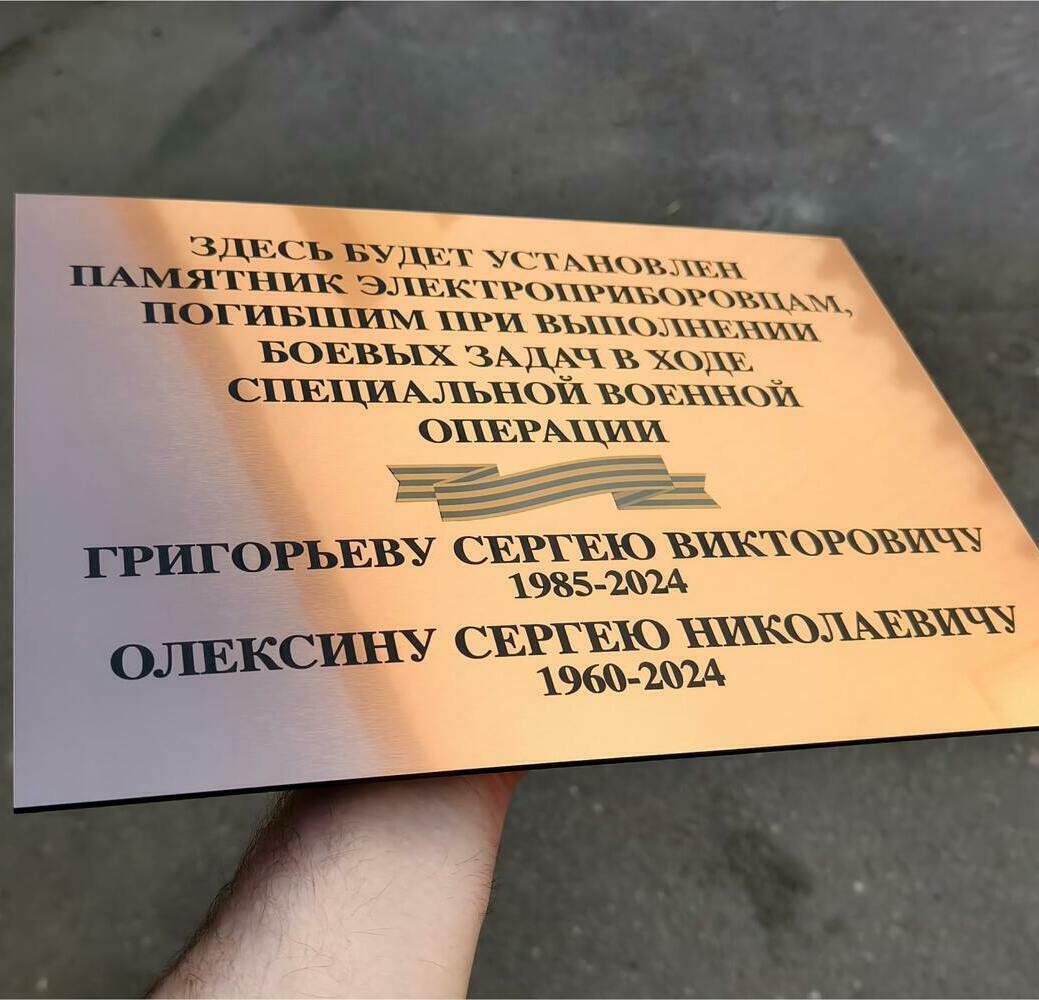 ЗДЕСЬ БУДЕТ УСТАНОВЛЕН
ПАМЯТНИК ЭЛЕКТРОПРИБОРОВЦАМ,
ПОГИБШИМ ПРИ ВЫПОЛНЕНИИ
БОЕВЫХ ЗАДАЧ В ХОДЕ
СПЕЦИАЛЬНОЙ ВОЕННОЙ
ОПЕРАЦИИ
ГРИГОРЬЕВУ СЕРГЕЮ ВИКТОРОВИЧУ
1985-2024
ОЛЕКСИНУ СЕРГЕЮ НИКОЛАЕВИЧУ
1960-2024